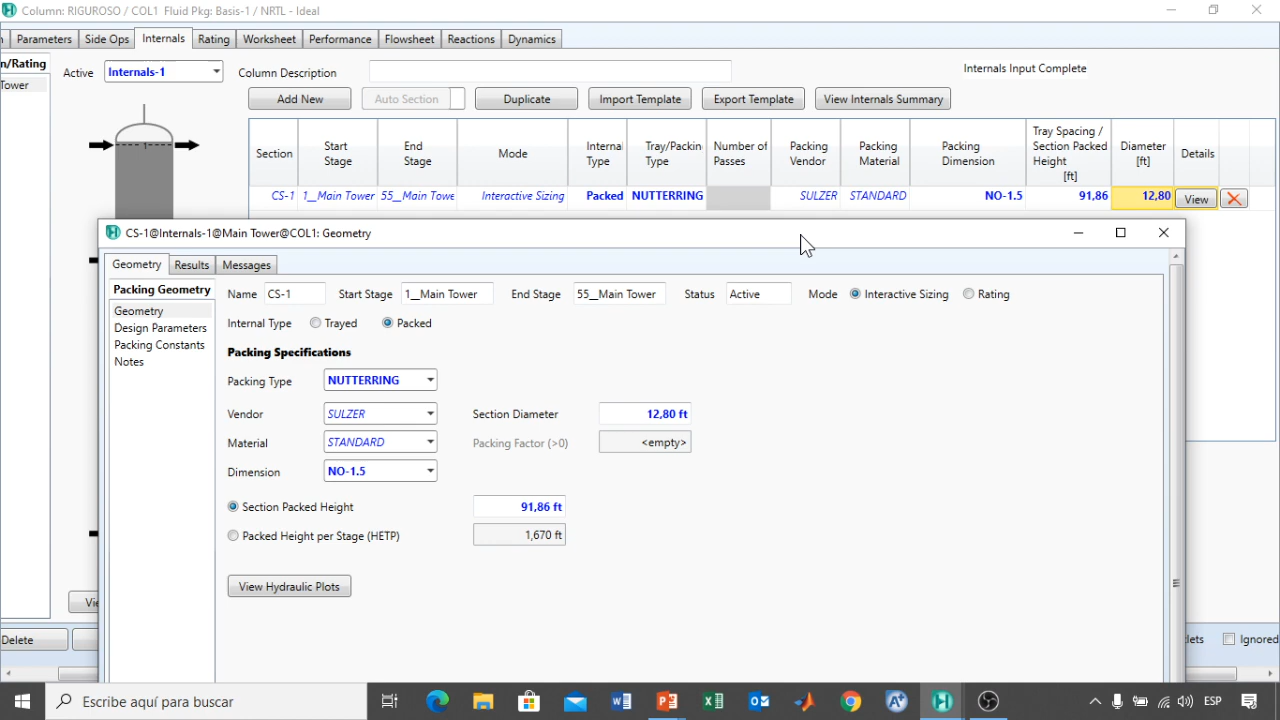 Column: RIGUROSO / COL1 Fluid Pkg: Basis-1 / NRTL - Ideal
Parameters Side Ops Internals Rating Worksheet Performance Flowsheet Reactions Dynamics
n/Rating
Tower
Active Internals-1 Column Description Internals Input Complete
Add New Auto Section Duplicate Import Template Export Template View Internals Summary
Section Start Stage End Stage Mode Internal Type Tray/Packin Type Number of Passes Packing Vendor Packing Material Packing Dimension Tray Spacing / Section Packed Height [ft] Diameter [ft] Details
CS-1 1__Main Tower 55__Main Towe Interactive Sizing Packed NUTTERRING SULZER STANDARD NO-1.5 91,86 12,80 View
1
CS-1@Internals-1@Main Tower@COL1: Geometry
Geometry Results Messages
Packing Geometry
Geometry
Design Parameters
Packing Constants
Notes
Name CS-1 Start Stage 1__Main Tower End Stage 55__Main Tower Status Active Mode Interactive Sizing Rating
Internal Type Trayed Packed
Packing Specifications
Packing Type NUTTERRING
Vendor SULZER Section Diameter 12,80 ft
Material STANDARD Packing Factor (>0) <empty>
Dimension NO-1.5
Section Packed Height 91,86 ft
Packed Height per Stage (HETP) 1,670 ft
View Hydraulic Plots
Vie
Delete lets Ignored
Escribe aquí para buscar ESP